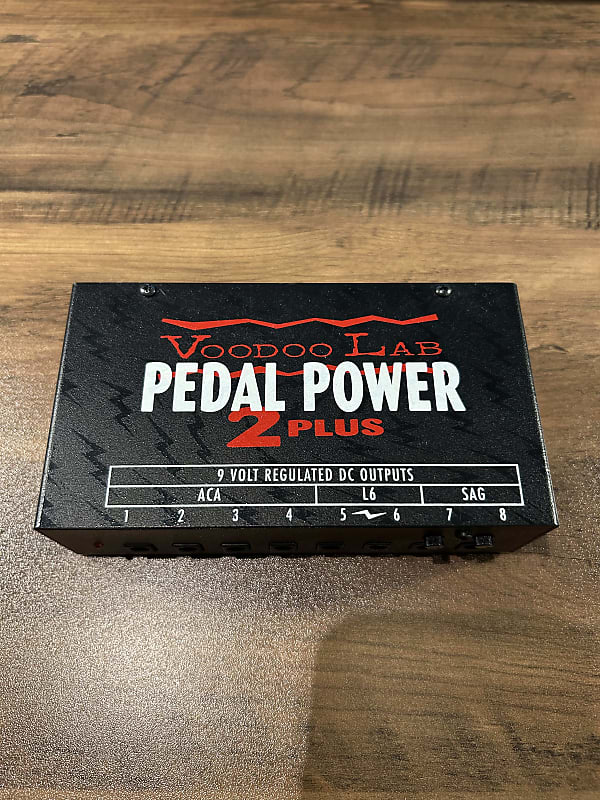 VOODOO LAB
PEDAL POWER
2 PLUS
9 VOLT REGULATED DC OUTPUTS
ACA L6 SAG
1 2 3 4 5 6 7 8